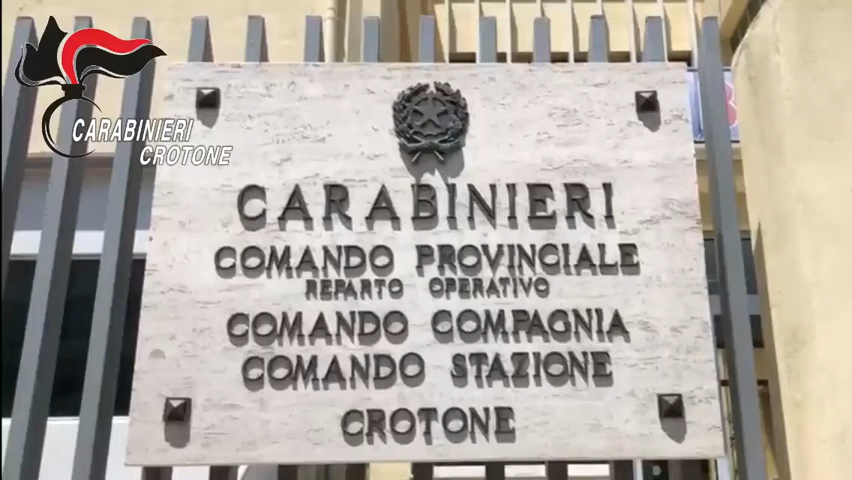 CARABINIERI
CROTONE
CARABINIERI
COMANDO PROVINCIALE
REPARTO OPERATIVO
COMANDO COMPAGNIA
COMANDO STAZIONE
CROTONE